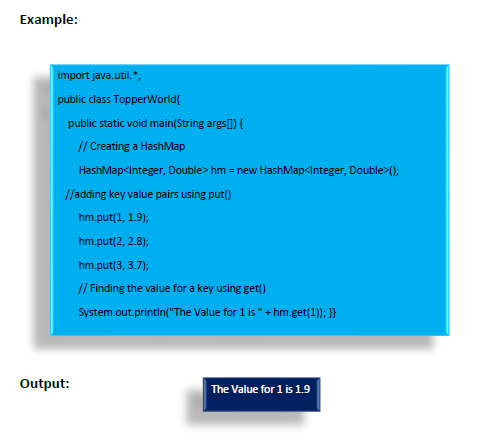 Example:
import java.util.*;
public class TopperWorld{
public static void main(String args[]) {
// Creating a HashMap
HashMap<Integer, Double> hm = new HashMap<Integer, Double>();
//adding key value pairs using put()
hm.put(1, 1.9);
hm.put(2, 2.8);
hm.put(3, 3.7);
// Finding the value for a key using get()
System.out.println("The Value for 1 is " + hm.get(1)); }}
Output:
The Value for 1 is 1.9